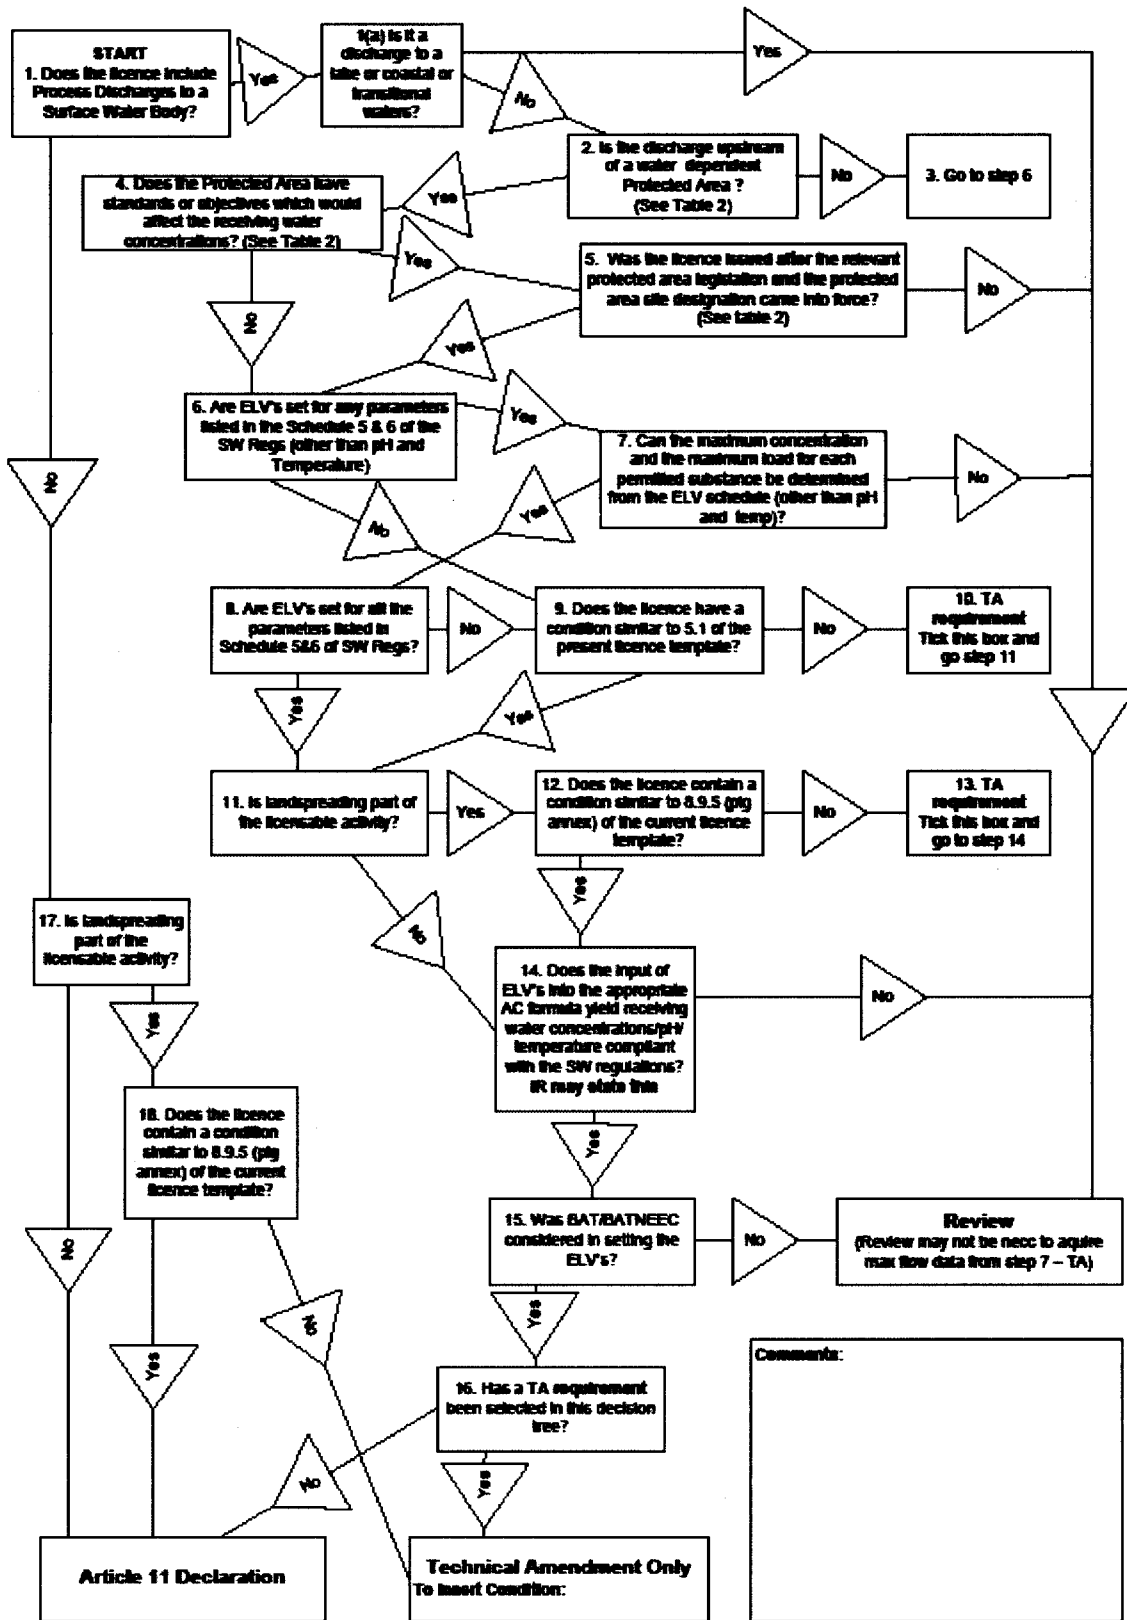 START
1. Does the licence include
Process Discharges to a
Surface Water Body?
Yes
1(a) Is it a
discharge to a
lake or coastal or
transitional
waters?
Yes
No
2. Is the discharge upstream
of a water dependent
Protected Area ?
(See Table 2)
No
3. Go to step 6
Yes
4. Does the Protected Area have
standards or objectives which would
affect the receiving water
concentrations? (See Table 2)
Yes
No
5. Was the licence issued after the relevant
protected area legislation and the protected
area site designation came into force?
(See table 2)
No
Yes
6. Are ELV's set for any parameters
listed in the Schedule 5 & 6 of the
SW Regs (other than pH and
Temperature)
Yes
No
7. Can the maximum concentration
and the maximum load for each
permitted substance be determined
from the ELV schedule (other than pH
and temp)?
No
Yes
No
8. Are ELV's set for all the
parameters listed in
Schedule 5&6 of SW Regs?
No
9. Does the licence have a
condition similar to 5.1 of the
present licence template?
No
10. TA
requirement
Tick this box and
go step 11
Yes
Yes
11. Is landspreading part of
the licensable activity?
Yes
12. Does the licence contain a
condition similar to 8.9.5 (pig
annex) of the current licence
template?
No
13. TA
requirement
Tick this box and
go to step 14
Yes
No
17. Is landspreading
part of the
licensable activity?
14. Does the input of
ELV's into the appropriate
AC formula yield receiving
water concentrations/pH/
temperature compliant
with the SW regulations?
IR may state this
No
Yes
Yes
18. Does the licence
contain a condition
similar to 8.9.5 (pig
annex) of the current
licence template?
No
15. Was BAT/BATNEEC
considered in setting the
ELV's?
No
Review
(Review may not be necc to aquire
max flow data from step 7 – TA)
Yes
No
Yes
16. Has a TA requirement
been selected in this decision
tree?
No
Yes
Comments:
Article 11 Declaration
Technical Amendment Only
To Insert Condition: